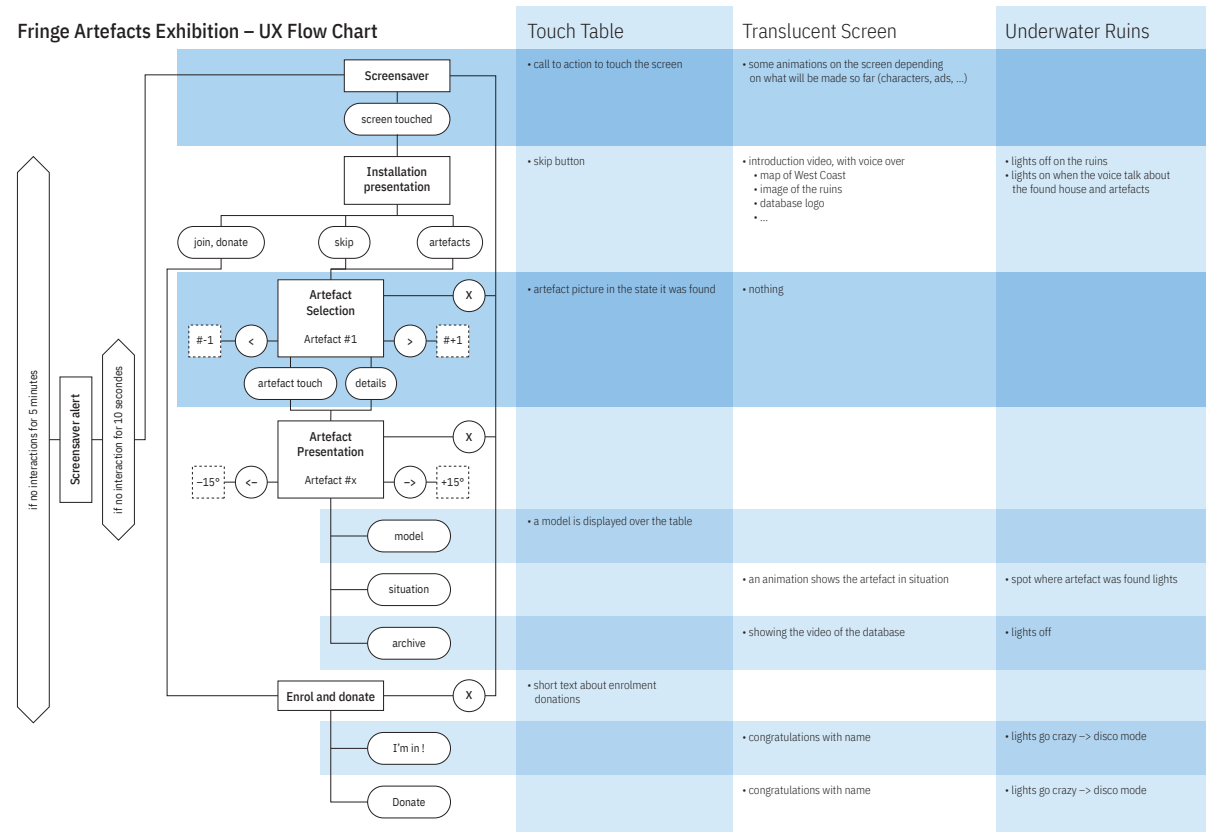 Fringe Artefacts Exhibition – UX Flow Chart
Touch Table
Translucent Screen
Underwater Ruins
Screensaver
• call to action to touch the screen
• some animations on the screen depending
on what will be made so far (characters, ads, ...)
screen touched
Installation
presentation
• skip button
• introduction video, with voice over
• map of West Coast
• image of the ruins
• database logo
• ...
• lights off on the ruins
• lights on when the voice talk about
the found house and artefacts
join, donate
skip
artefacts
Artefact
Selection
Artefact #1
X
#-1
<
>
#+1
• artefact picture in the state it was found
• nothing
artefact touch
details
if no interactions for 5 minutes
Screensaver alert
if no interaction for 10 secondes
Artefact
Presentation
Artefact #x
X
–15°
<–
–>
+15°
model
• a model is displayed over the table
situation
• an animation shows the artefact in situation
• spot where artefact was found lights
archive
• showing the video of the database
• lights off
Enrol and donate
X
• short text about enrolment
donations
I'm in !
• congratulations with name
• lights go crazy –> disco mode
Donate
• congratulations with name
• lights go crazy –> disco mode